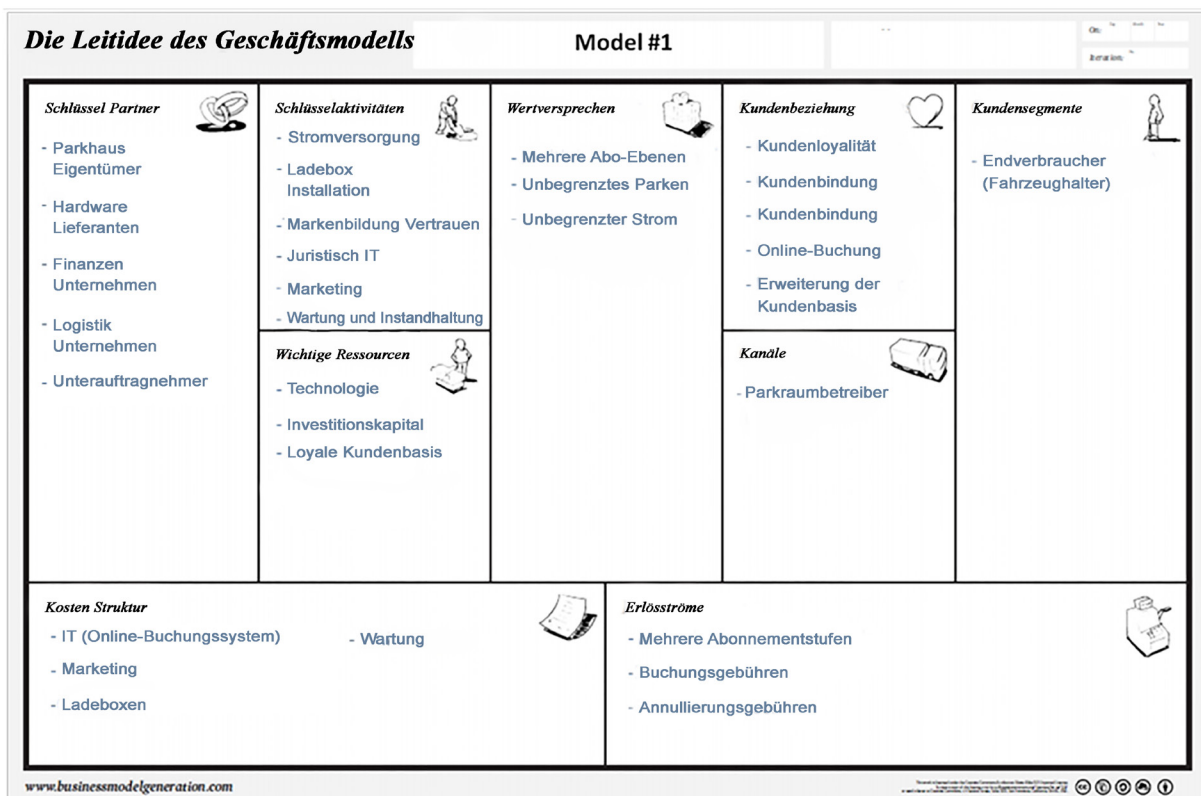 Die Leitidee des Geschäftsmodells
Model #1
Schlüssel Partner
- Parkhaus
Eigentümer
- Hardware
Lieferanten
- Finanzen
Unternehmen
- Logistik
Unternehmen
- Unterauftragnehmer
Schlüsselaktivitäten
- Stromversorgung
- Ladebox
Installation
- Markenbildung Vertrauen
- Juristisch IT
- Marketing
- Wartung und Instandhaltung
Wichtige Ressourcen
- Technologie
- Investitionskapital
- Loyale Kundenbasis
Wertversprechen
- Mehrere Abo-Ebenen
- Unbegrenztes Parken
- Unbegrenzter Strom
Kundenbeziehung
- Kundenloyalität
- Kundenbindung
- Kundenbindung
- Online-Buchung
- Erweiterung der
Kundenbasis
Kanäle
- Parkraumbetreiber
Kundensegmente
- Endverbraucher
(Fahrzeughalter)
Kosten Struktur
- IT (Online-Buchungssystem)
- Marketing
- Ladeboxen
- Wartung
Erlösströme
- Mehrere Abonnementstufen
- Buchungsgebühren
- Annullierungsgebühren
www.businessmodelgeneration.com